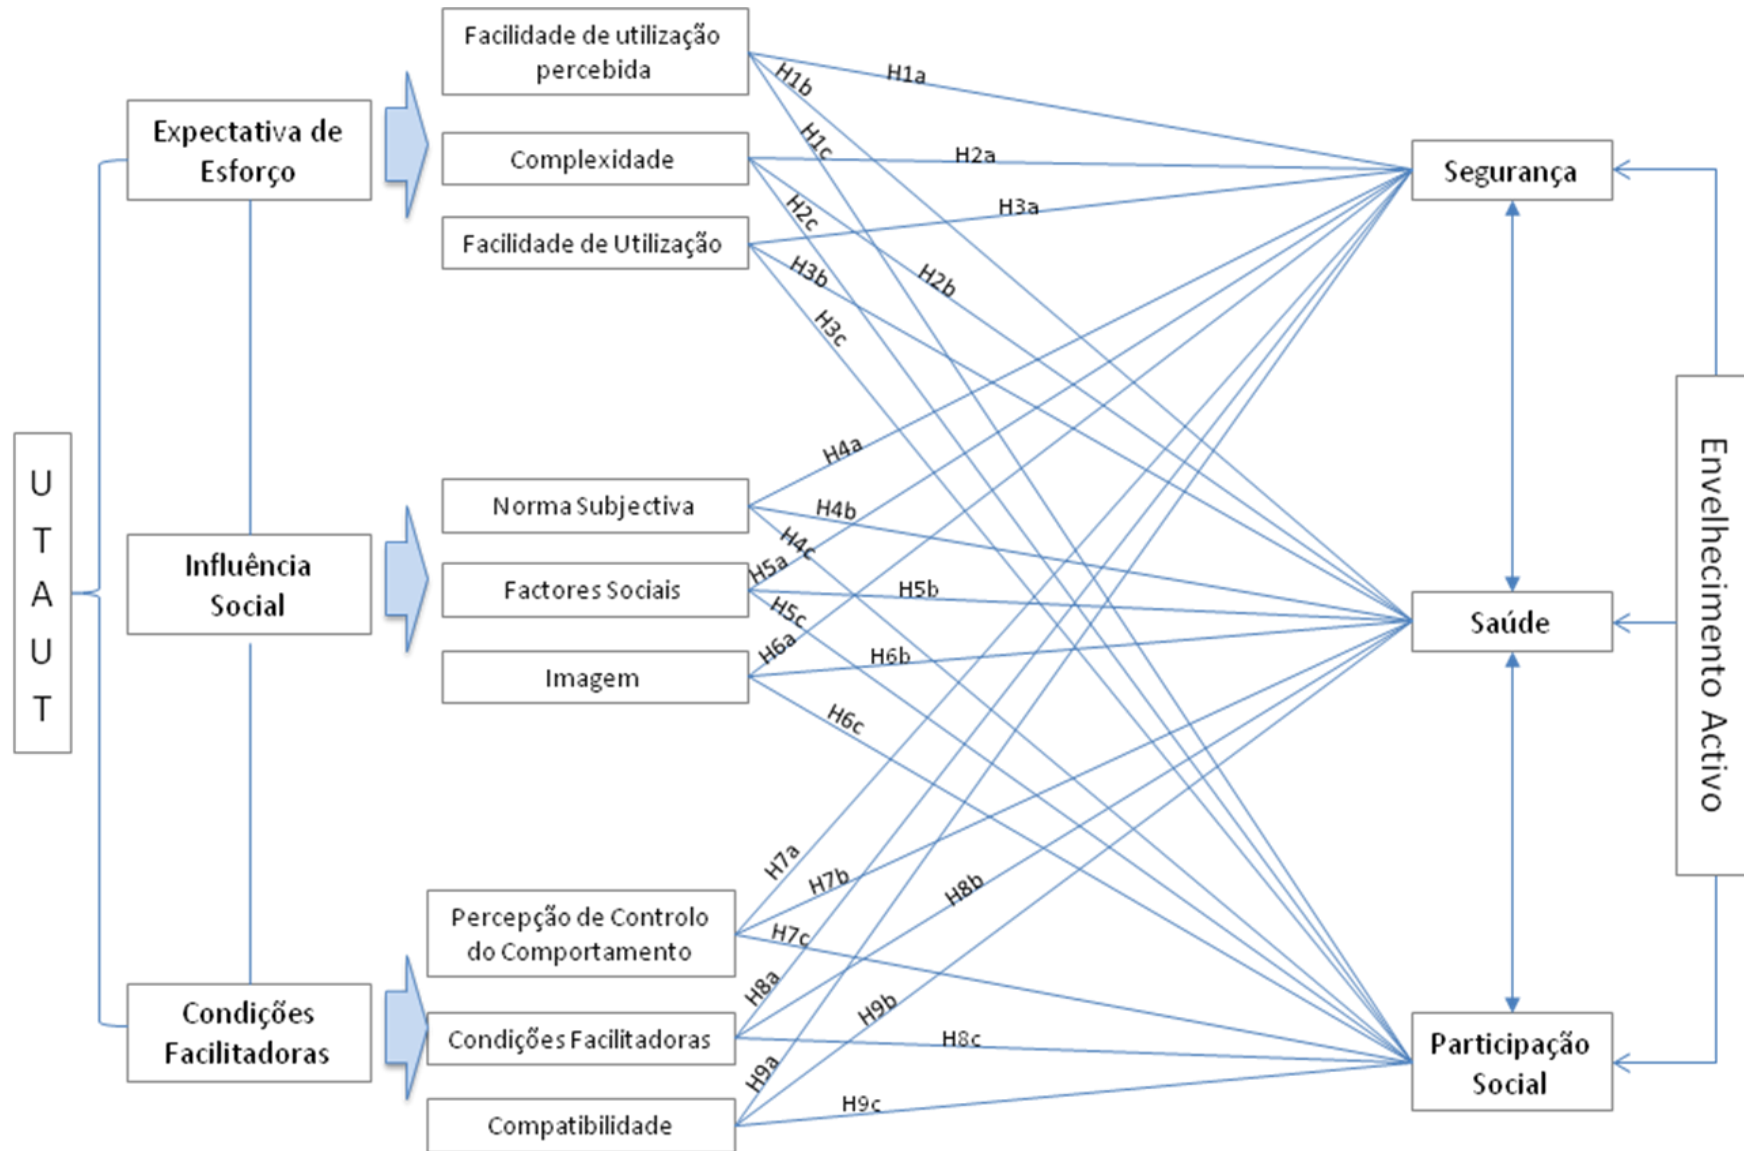 UTAUT
Expectativa de
Esforço
Influência
Social
Condições
Facilitadoras
Facilidade de utilização
percebida
Complexidade
Facilidade de Utilização
Norma Subjectiva
Factores Sociais
Imagem
Percepção de Controlo
do Comportamento
Condições Facilitadoras
Compatibilidade
H1a
H1b
H1c
H2a
H2b
H2c
H3a
H3b
H3c
H4a
H4b
H4c
H5a
H5b
H5c
H6a
H6b
H6c
H7a
H7b
H7c
H8a
H8b
H8c
H9a
H9b
H9c
Segurança
Saúde
Participação
Social
Envelhecimento Activo